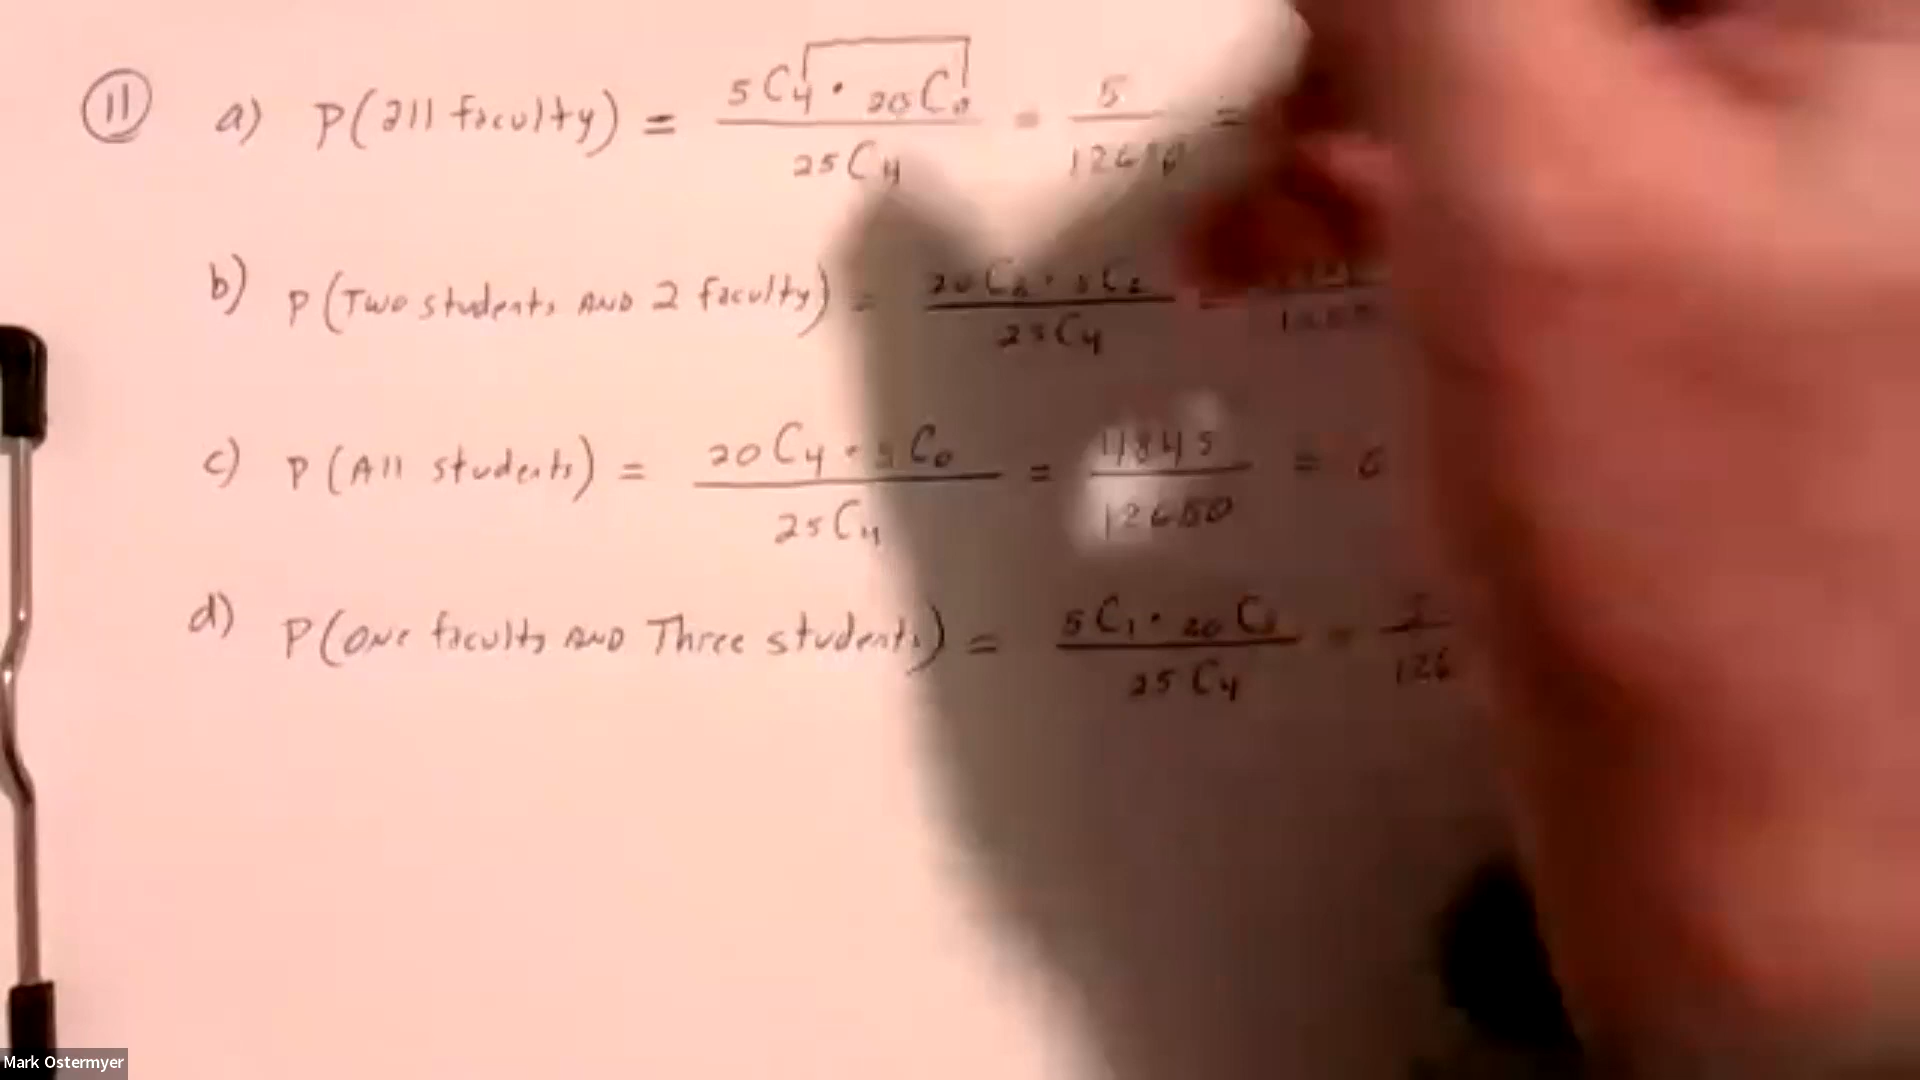 11 a) P(all faculty) = 5C4 · 20C0 / 25C4 = 5 / 12650 =
b) P(Two students AND 2 faculty) = 20C2 · 5C2 / 25C4 =
c) P(All students) = 20C4 · 5C0 / 25C4 = 4845 / 12650 =
d) P(ONE faculty AND Three students) = 5C1 · 20C3 / 25C4 =
Mark Ostermyer